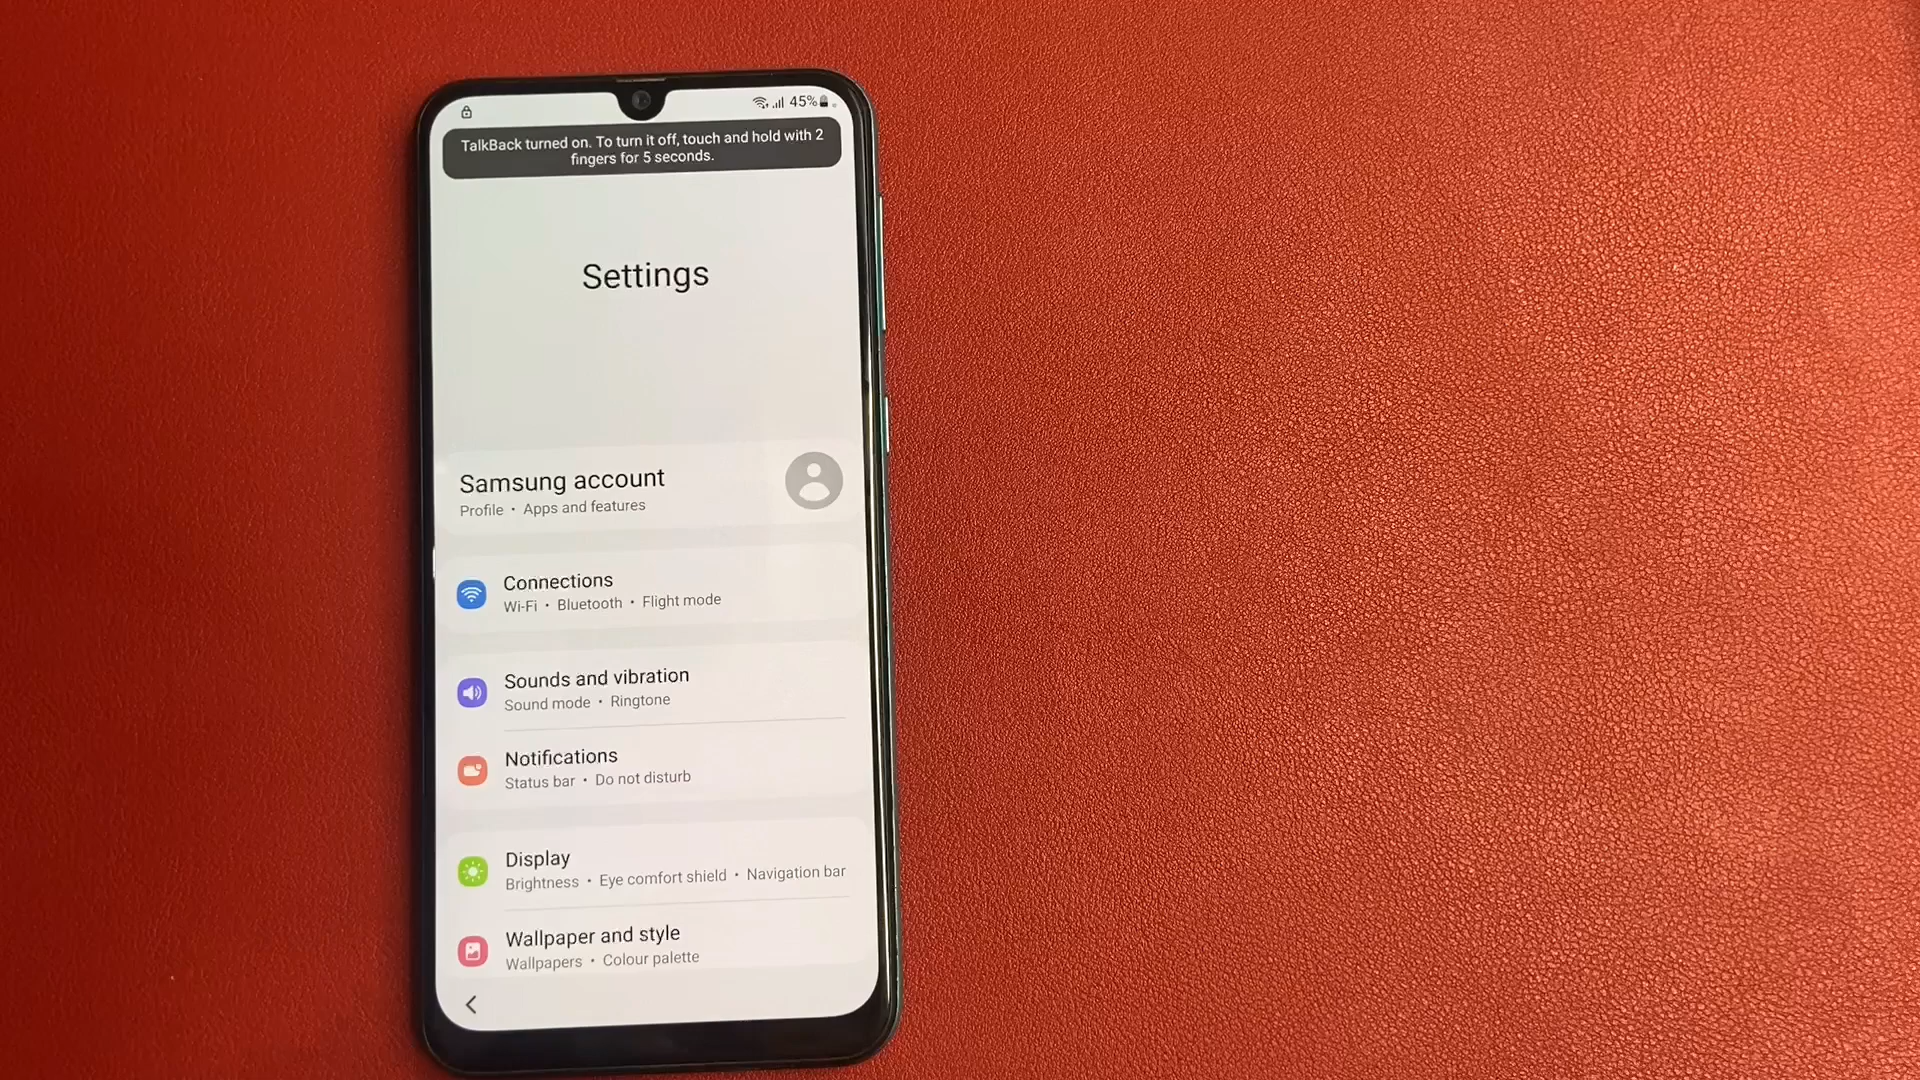 45%
TalkBack turned on. To turn it off, touch and hold with 2
fingers for 5 seconds.
Settings
Samsung account
Profile • Apps and features
Connections
Wi-Fi • Bluetooth • Flight mode
Sounds and vibration
Sound mode • Ringtone
Notifications
Status bar • Do not disturb
Display
Brightness • Eye comfort shield • Navigation bar
Wallpaper and style
Wallpapers • Colour palette